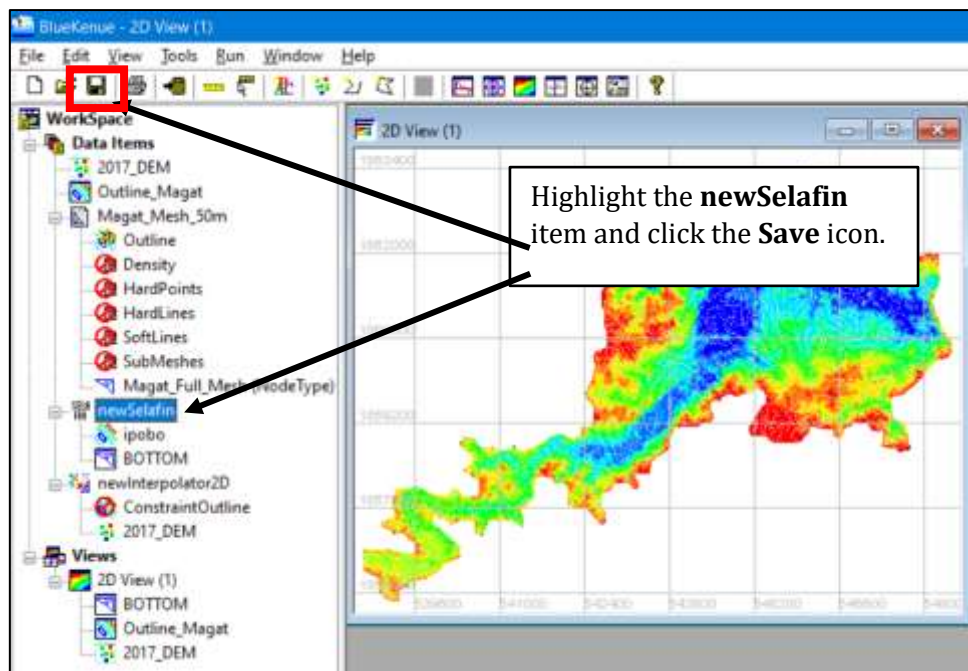 BlueKenue - 2D View (1)
File Edit View Tools Run Window Help
WorkSpace
Data Items
2017_DEM
Outline_Magat
Magat_Mesh_50m
Outline
Density
HardPoints
HardLines
SoftLines
SubMeshes
Magat_Full_Mesh (NodeType)
newSelafin
ipobo
BOTTOM
newInterpolator2D
ConstraintOutline
2017_DEM
Views
2D View (1)
BOTTOM
Outline_Magat
2017_DEM
2D View (1)
Highlight the newSelafin
item and click the Save icon.